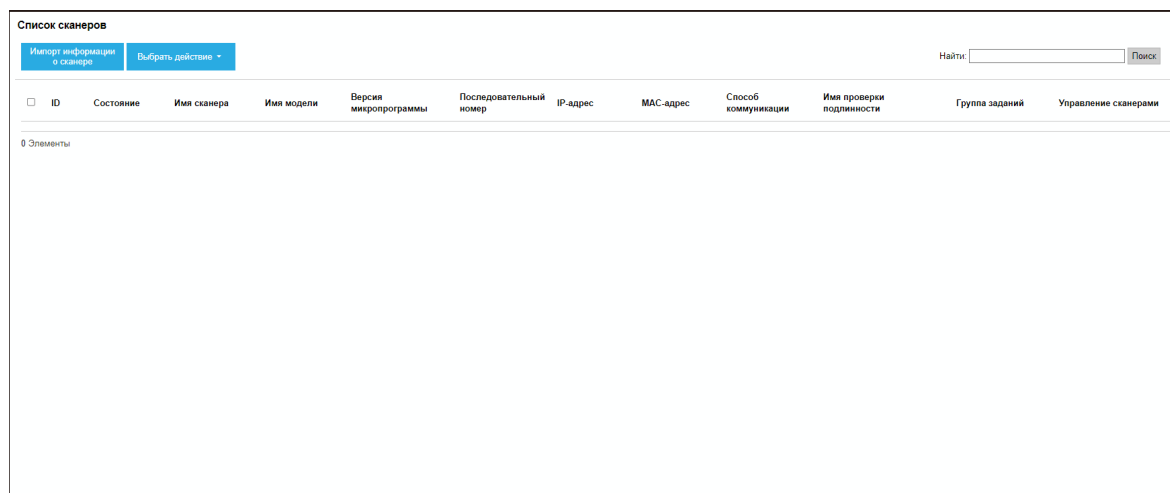 Список сканеров
Импорт информации
о сканере
Выбрать действие
Найти:
Поиск
ID
Состояние
Имя сканера
Имя модели
Версия
микропрограммы
Последовательный
номер
IP-адрес
MAC-адрес
Способ
коммуникации
Имя проверки
подлинности
Группа заданий
Управление сканерами
0 Элементы